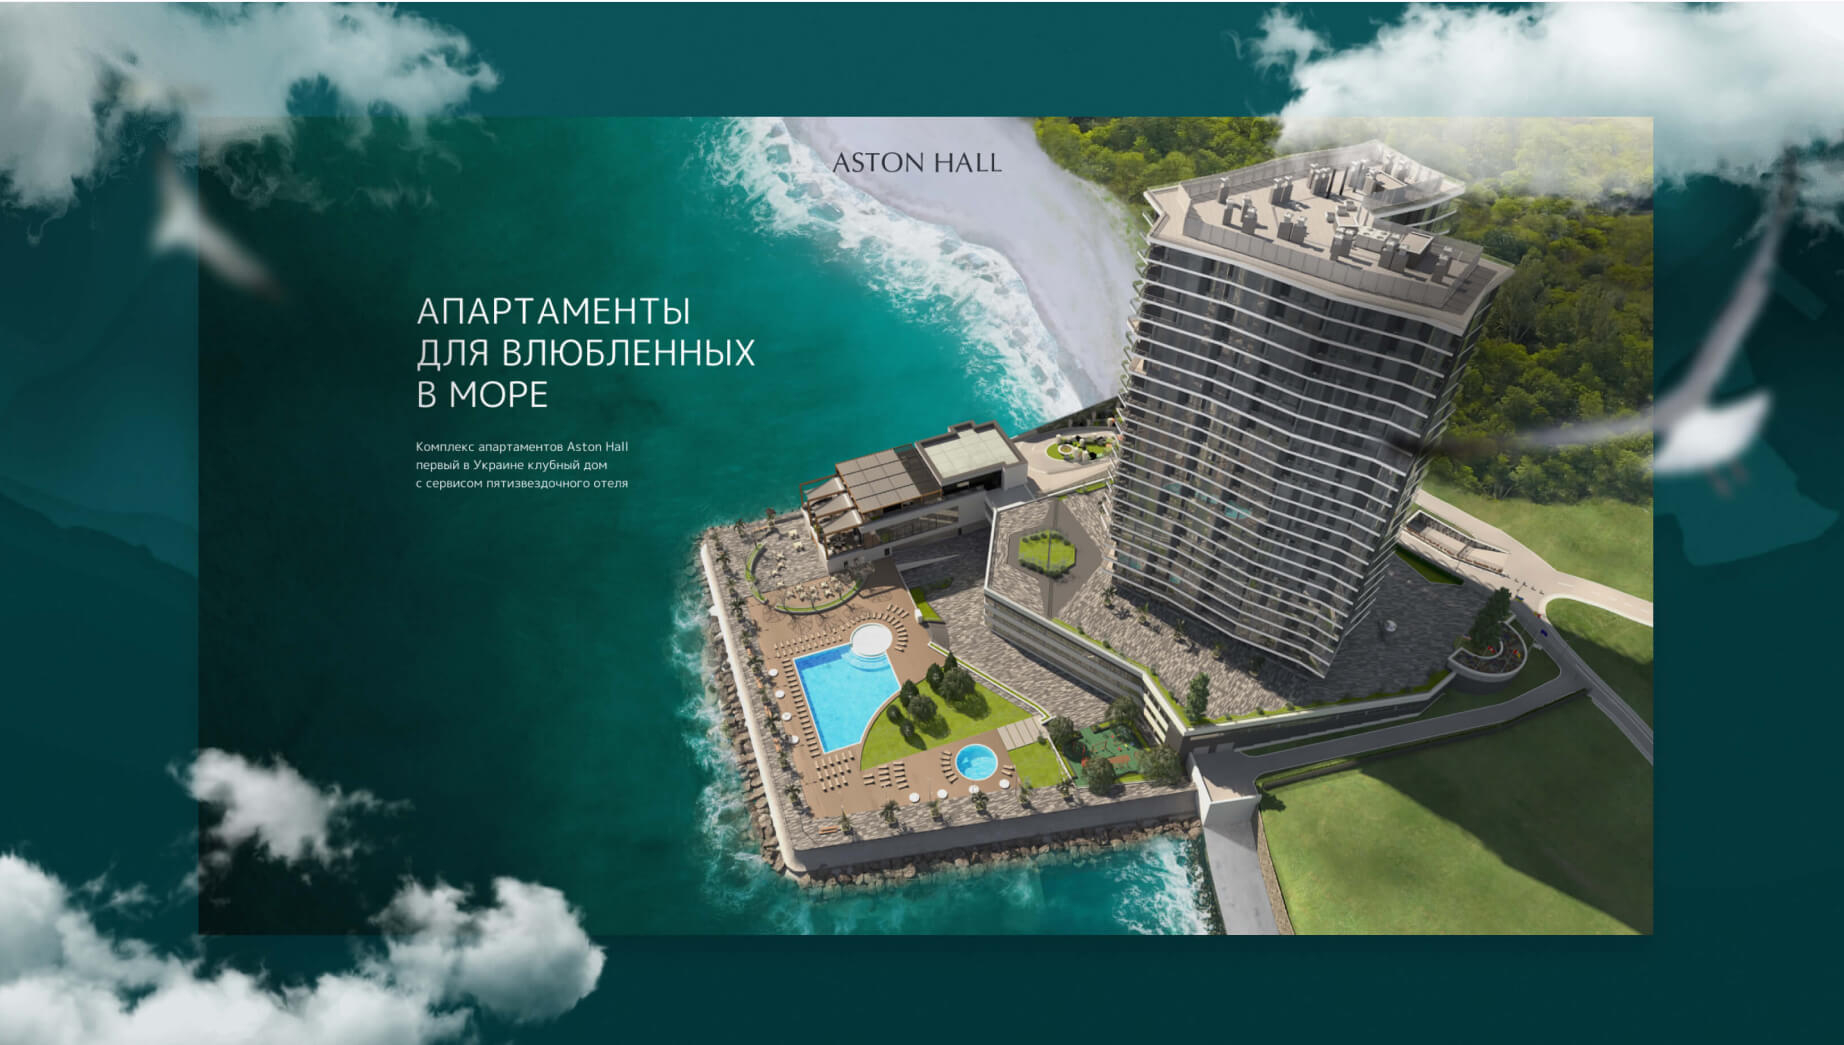 ASTON HALL
АПАРТАМЕНТЫ
ДЛЯ ВЛЮБЛЕННЫХ
В МОРЕ
Комплекс апартаментов Aston Hall
первый в Украине клубный дом
с сервисом пятизвездочного отеля